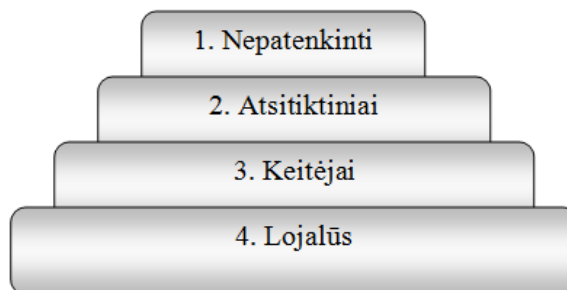 1. Nepatenkinti
2. Atsitiktiniai
3. Keitėjai
4. Lojalūs